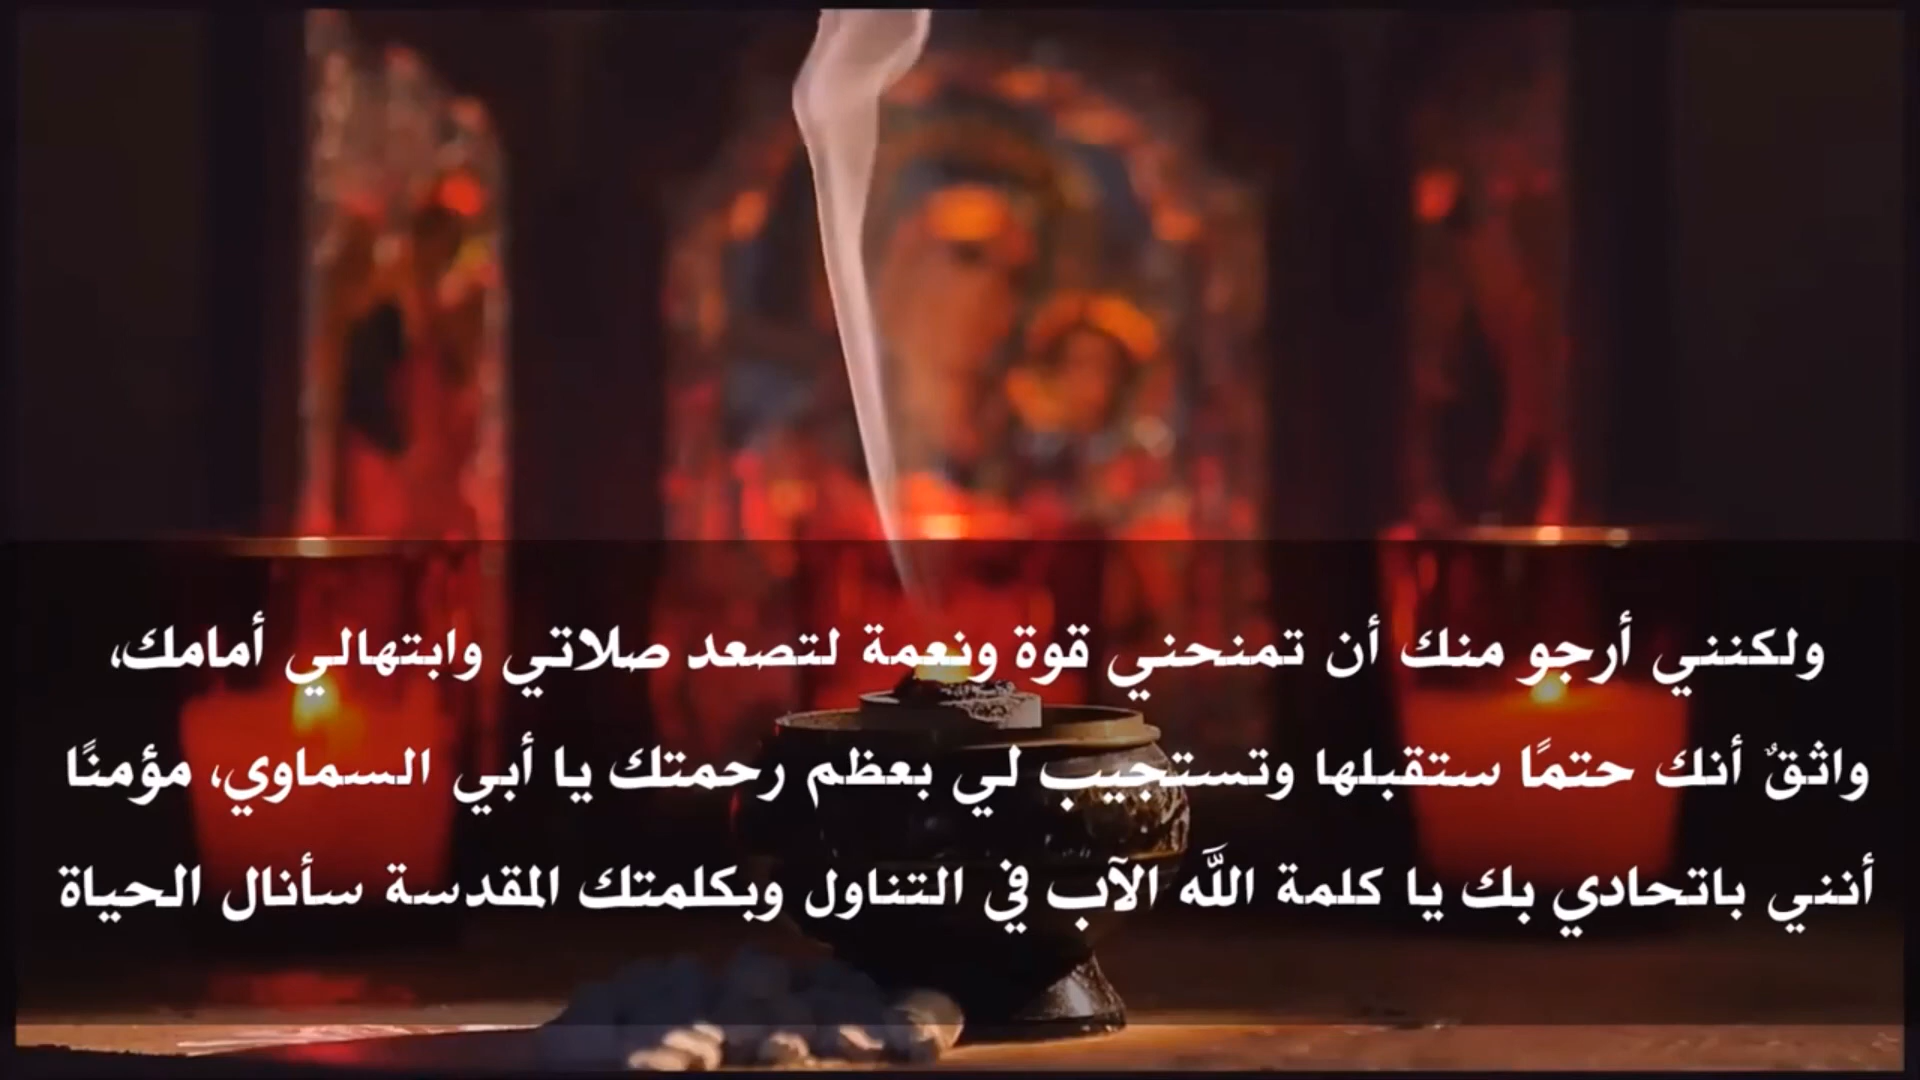 ولكنني أرجو منك أن تمنحني قوة ونعمة لتصعد صلاتي وابتهالي أمامك،
واثقٌ أنك حتمًا ستقبلها وتستجيب لي بعظم رحمتك يا أبي السماوي، مؤمنًا
أنني باتحادي بك يا كلمة اللَّه الآب في التناول وبكلمتك المقدسة سأنال الحياة